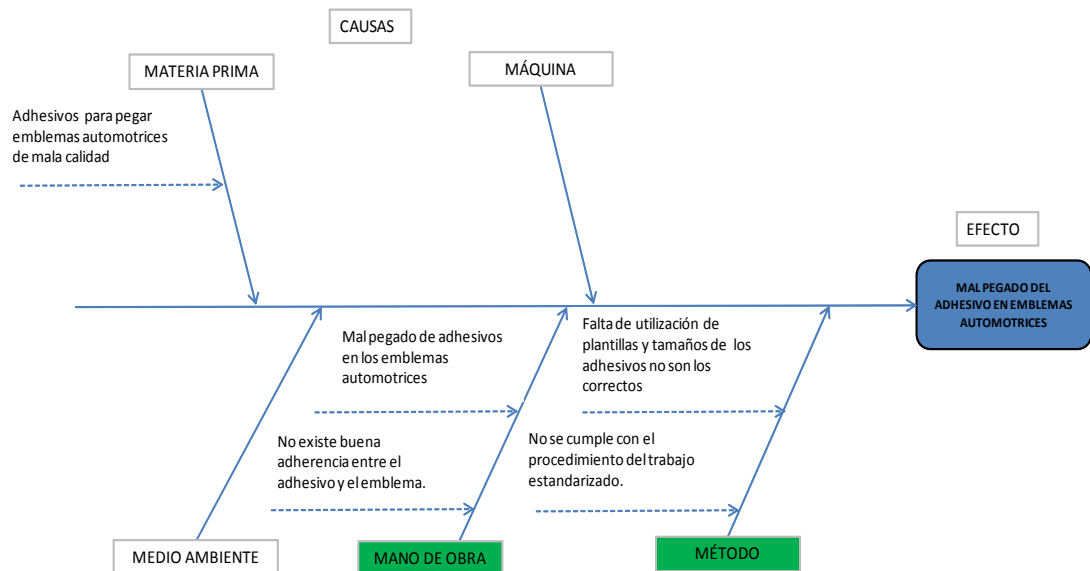 CAUSAS
MATERIA PRIMA
MÁQUINA
Adhesivos para pegar
emblemas automotrices
de mala calidad
EFECTO
MAL PEGADO DEL
ADHESIVO EN EMBLEMAS
AUTOMOTRICES
Mal pegado de adhesivos
en los emblemas
automotrices
Falta de utilización de
plantillas y tamaños de los
adhesivos no son los
correctos
No existe buena
adherencia entre el
adhesivo y el emblema.
No se cumple con el
procedimiento del trabajo
estandarizado.
MEDIO AMBIENTE
MANO DE OBRA
MÉTODO